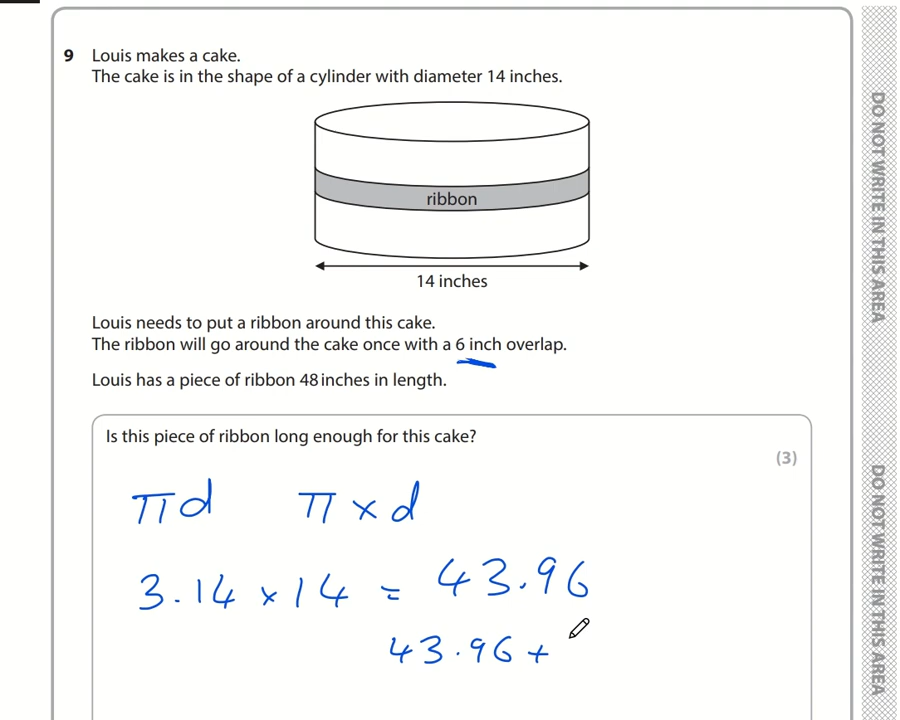 9 Louis makes a cake.
The cake is in the shape of a cylinder with diameter 14 inches.
ribbon
14 inches
Louis needs to put a ribbon around this cake.
The ribbon will go around the cake once with a 6 inch overlap.
Louis has a piece of ribbon 48 inches in length.
Is this piece of ribbon long enough for this cake?
(3)
πd π × d
3.14 × 14 = 43.96
43.96 +
DO NOT WRITE IN THIS AREA
DO NOT WRITE IN THIS AREA